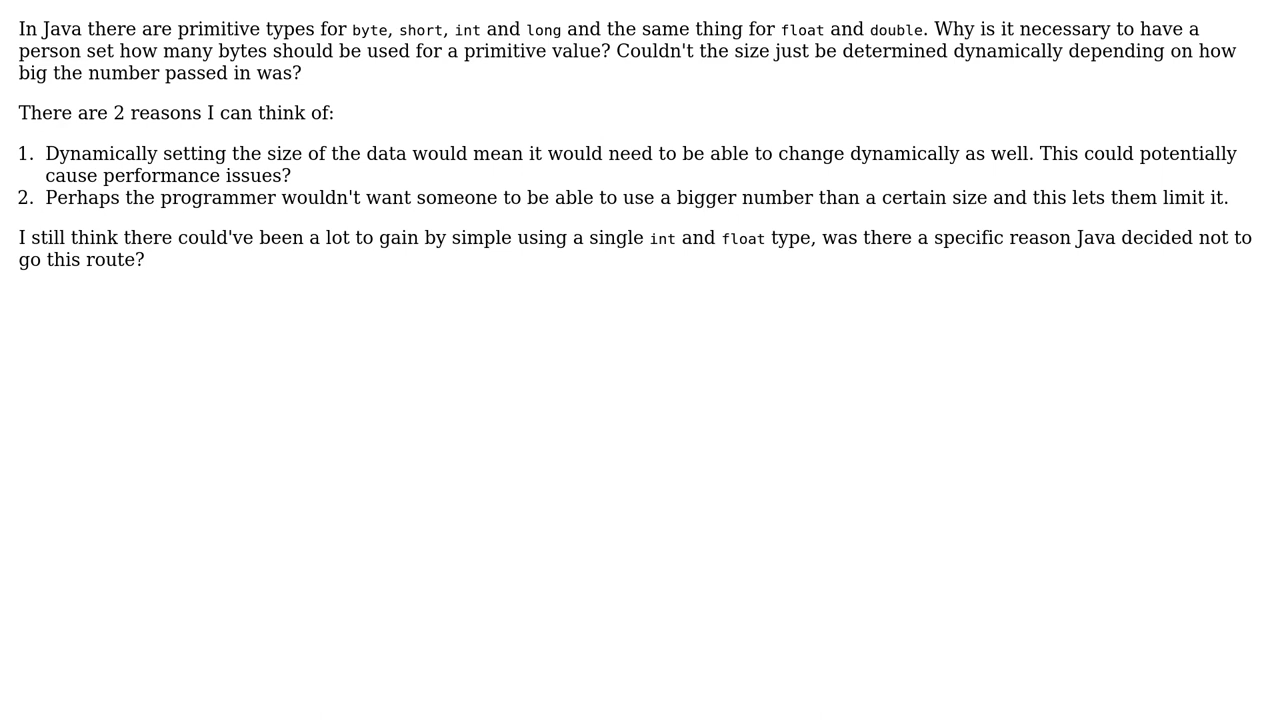 In Java there are primitive types for byte, short, int and long and the same thing for float and double. Why is it necessary to have a
person set how many bytes should be used for a primitive value? Couldn't the size just be determined dynamically depending on how
big the number passed in was?
There are 2 reasons I can think of:
1. Dynamically setting the size of the data would mean it would need to be able to change dynamically as well. This could potentially
cause performance issues?
2. Perhaps the programmer wouldn't want someone to be able to use a bigger number than a certain size and this lets them limit it.
I still think there could've been a lot to gain by simple using a single int and float type, was there a specific reason Java decided not to
go this route?